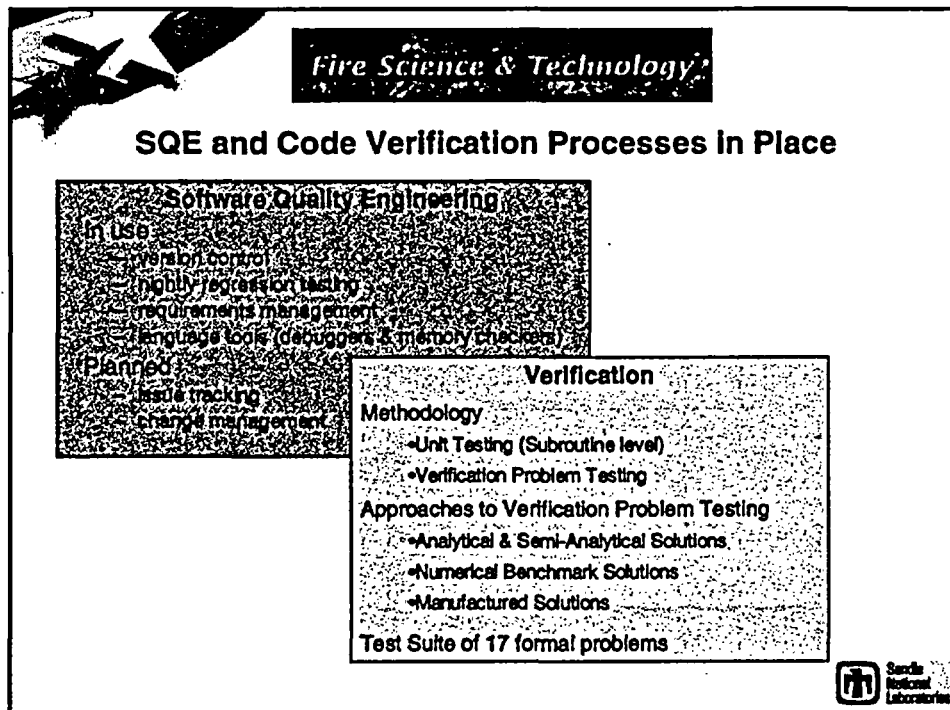 Fire Science & Technology
SQE and Code Verification Processes in Place
Software Quality Engineering
In use
– version control
– nightly regression testing
– requirements management
– language tools (debuggers & memory checkers)
Planned
– issue tracking
– change management
Verification
Methodology
•Unit Testing (Subroutine level)
•Verification Problem Testing
Approaches to Verification Problem Testing
•Analytical & Semi-Analytical Solutions
•Numerical Benchmark Solutions
•Manufactured Solutions
Test Suite of 17 formal problems
Sandia
National
Laboratories